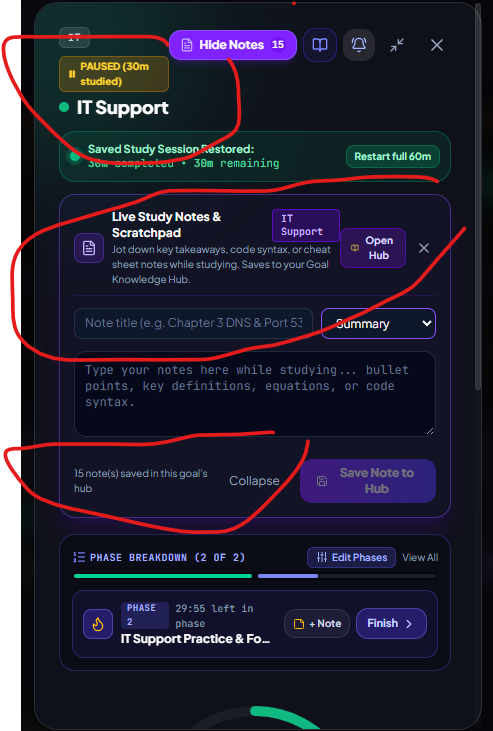 IT
Hide Notes 15
PAUSED (30m
studied)
IT Support
Saved Study Session Restored:
30m completed • 30m remaining
Restart full 60m
Live Study Notes &
Scratchpad
IT
Support
Jot down key takeaways, code syntax, or cheat
sheet notes while studying. Saves to your Goal
Knowledge Hub.
Open
Hub
Note title (e.g. Chapter 3 DNS & Port 53
Summary
Type your notes here while studying... bullet
points, key definitions, equations, or code
syntax.
15 note(s) saved in this goal's
hub
Collapse
Save Note to
Hub
PHASE BREAKDOWN (2 OF 2)
Edit Phases
View All
PHASE
2
29:55 left in
phase
IT Support Practice & Fo...
+ Note
Finish